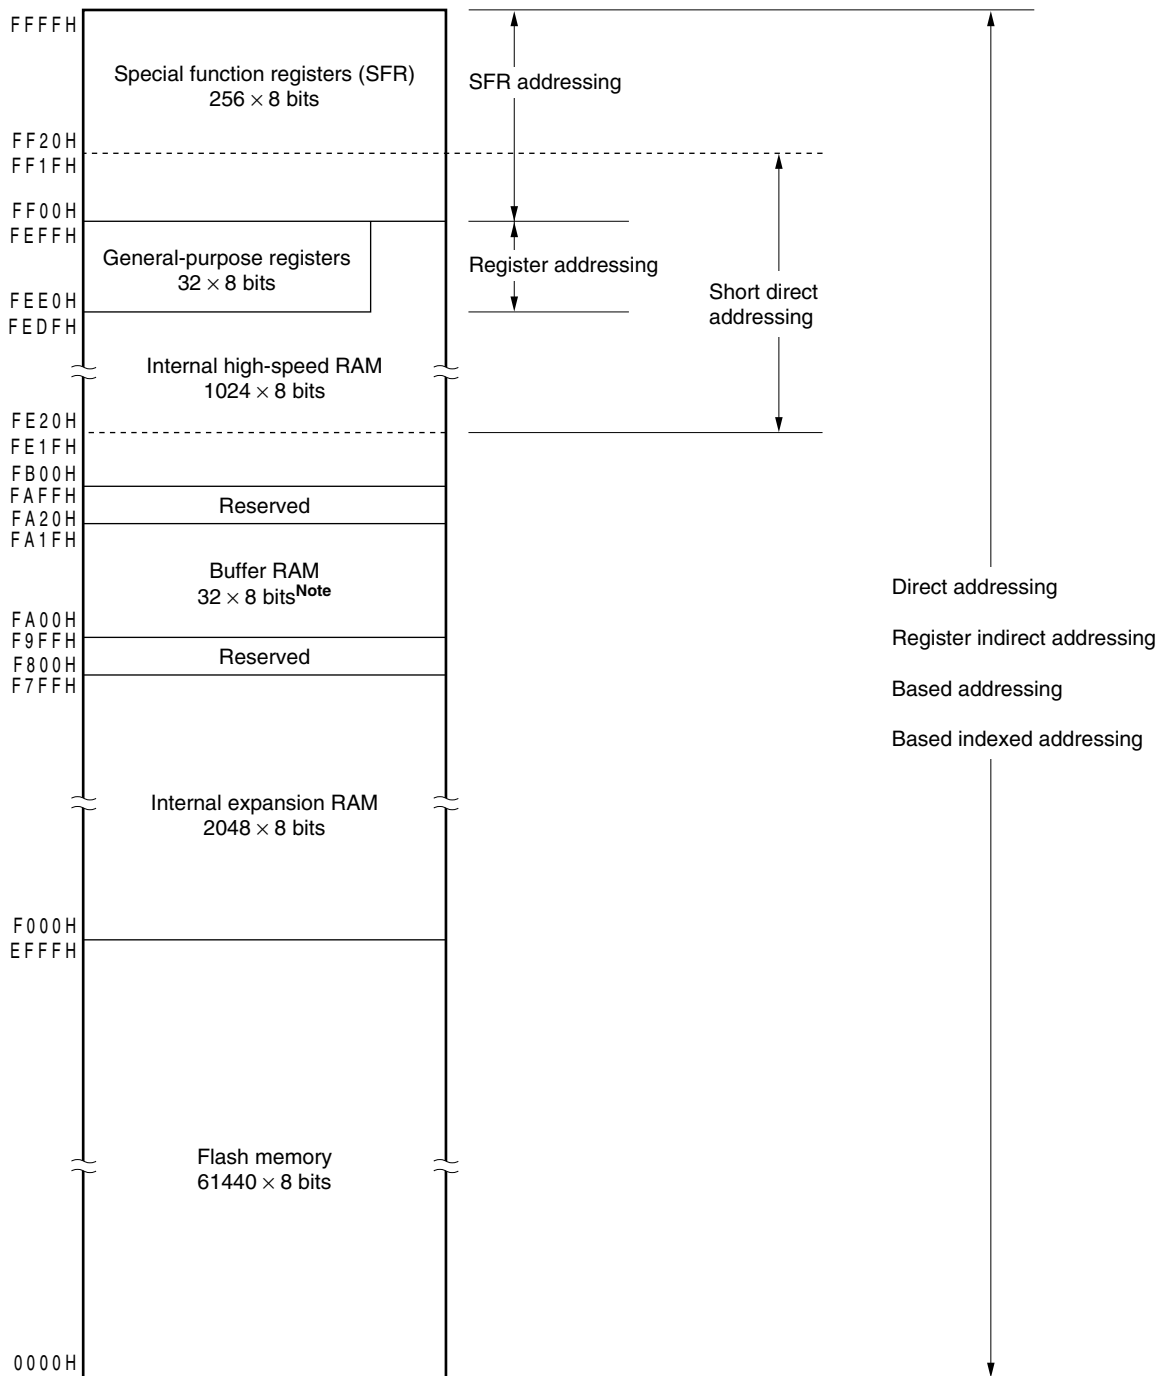 FFFFH
Special function registers (SFR)
256 × 8 bits
SFR addressing
FF20H
FF1FH
FF00H
FEFFH
General-purpose registers
32 × 8 bits
Register addressing
Short direct
addressing
FEE0H
FEDFH
Internal high-speed RAM
1024 × 8 bits
FE20H
FE1FH
FB00H
FAFFH
Reserved
FA20H
FA1FH
Buffer RAM
32 × 8 bitsNote
Direct addressing
FA00H
F9FFH
Register indirect addressing
Reserved
F800H
F7FFH
Based addressing
Based indexed addressing
Internal expansion RAM
2048 × 8 bits
F000H
EFFFH
Flash memory
61440 × 8 bits
0000H